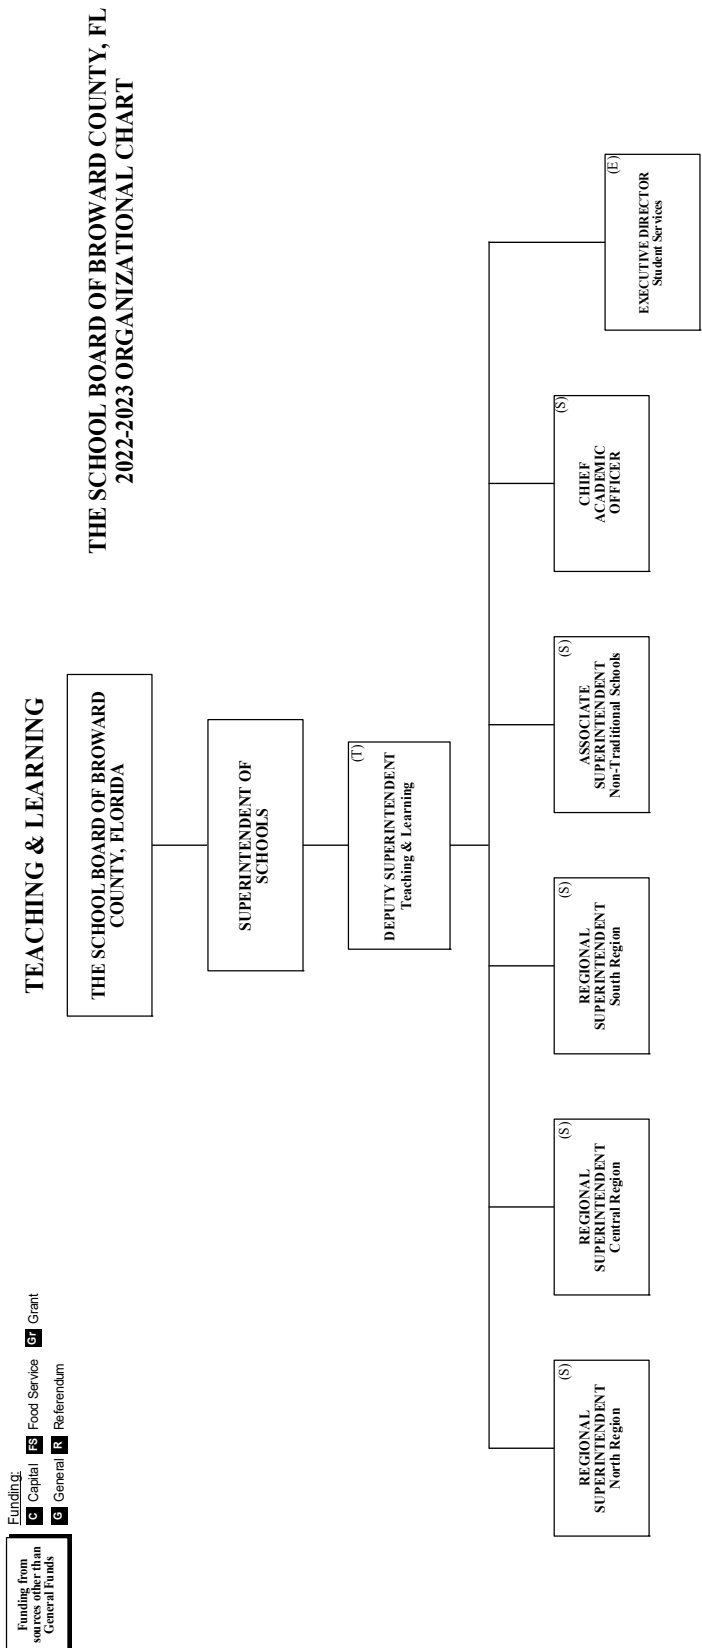 Funding from
sources other than
General Funds
Funding:
C Capital FS Food Service Gr Grant
G General R Referendum
TEACHING & LEARNING
THE SCHOOL BOARD OF BROWARD COUNTY, FL
2022-2023 ORGANIZATIONAL CHART
THE SCHOOL BOARD OF BROWARD
COUNTY, FLORIDA
SUPERINTENDENT OF
SCHOOLS
(T)
DEPUTY SUPERINTENDENT
Teaching & Learning
(S)
REGIONAL
SUPERINTENDENT
North Region
(S)
REGIONAL
SUPERINTENDENT
Central Region
(S)
REGIONAL
SUPERINTENDENT
South Region
(S)
ASSOCIATE
SUPERINTENDENT
Non-Traditional Schools
(S)
CHIEF
ACADEMIC
OFFICER
(E)
EXECUTIVE DIRECTOR
Student Services